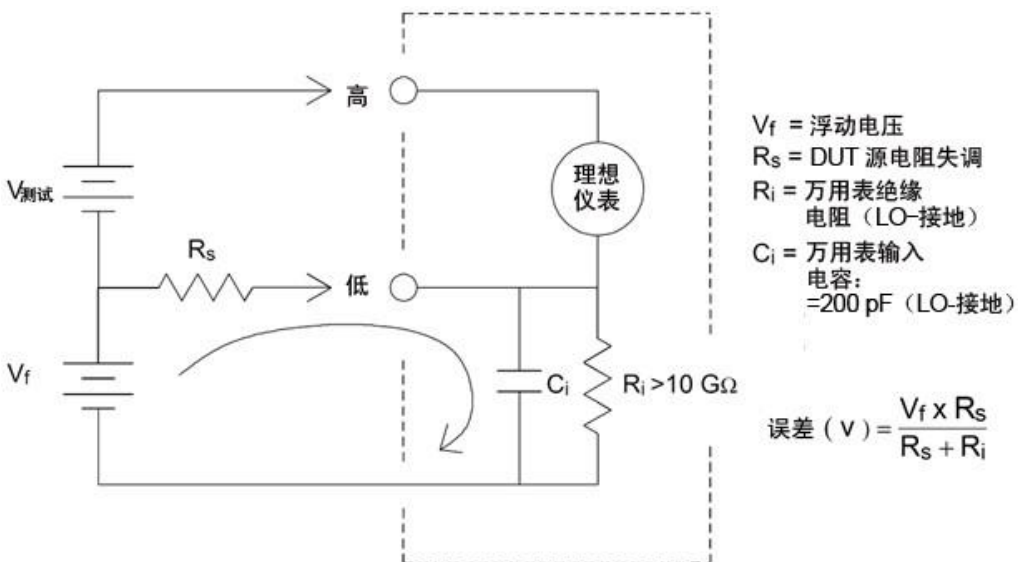 高
V测试
理想
仪表
Rs
低
Vf
Ci
Ri >10 GΩ
Vf = 浮动电压
Rs = DUT 源电阻失调
Ri = 万用表绝缘
电阻（LO-接地）
Ci = 万用表输入
电容：
=200 pF（LO-接地）
误差 ( V ) = Vf x Rs
Rs + Ri